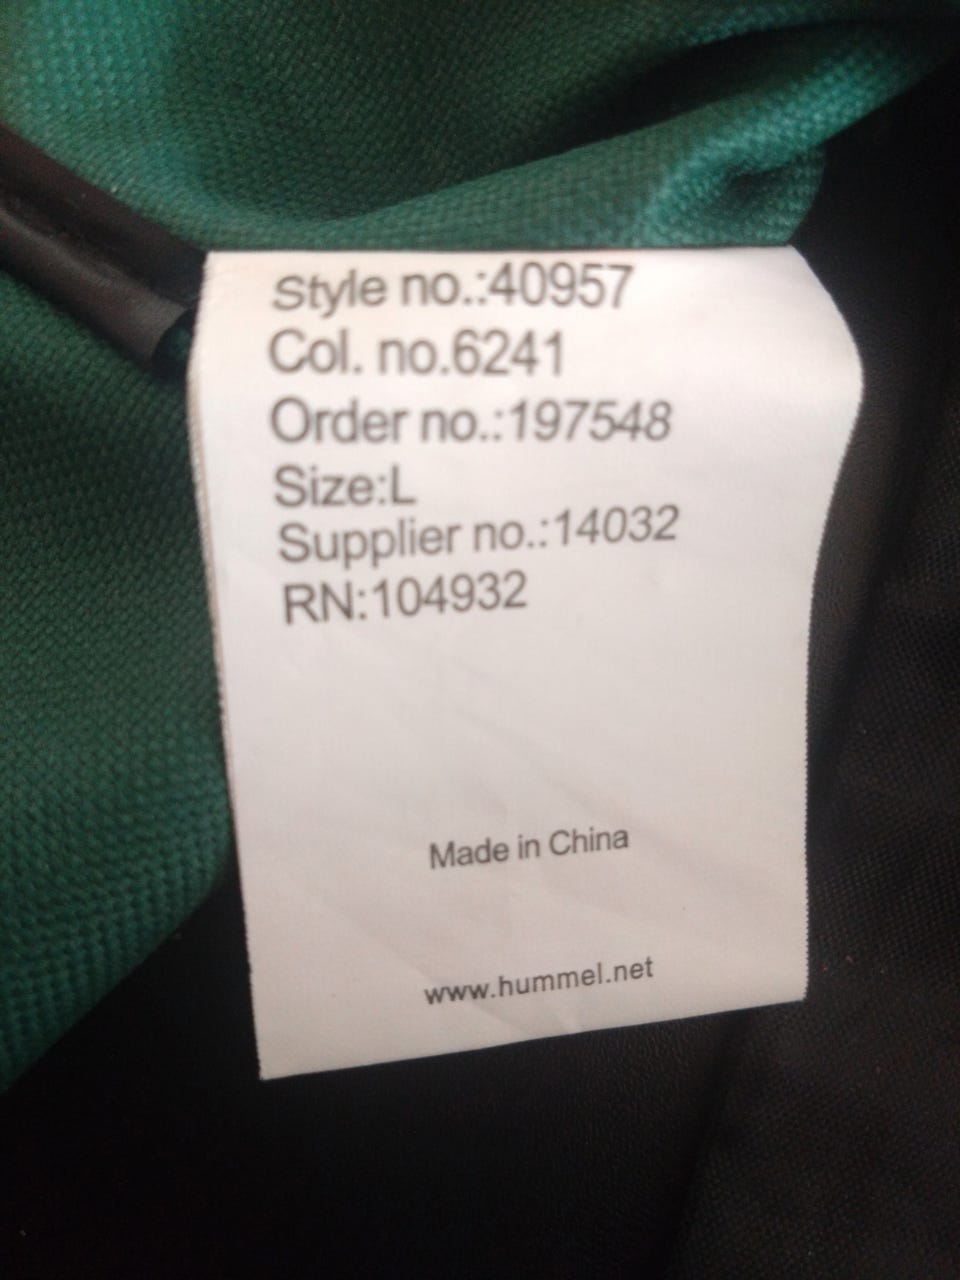 Style no.:40957
Col. no.6241
Order no.:197548
Size:L
Supplier no.:14032
RN:104932
Made in China
www.hummel.net